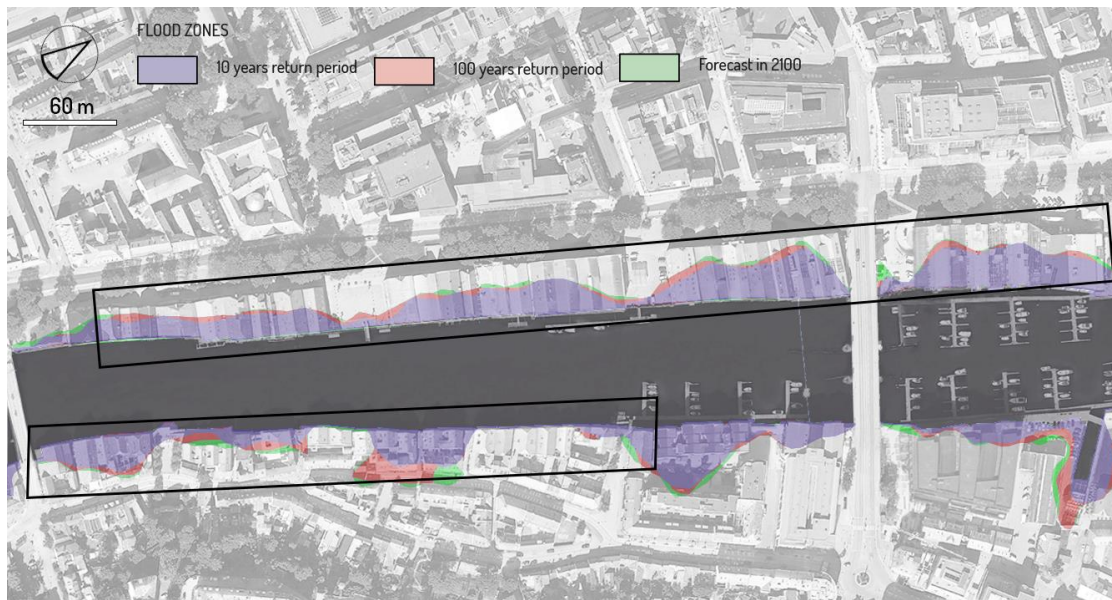 FLOOD ZONES
10 years return period
100 years return period
Forecast in 2100
60 m